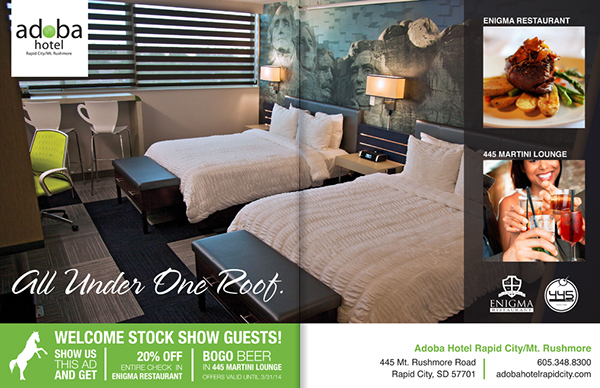 adoba
hotel
Rapid City/Mt. Rushmore
ENIGMA RESTAURANT
445 MARTINI LOUNGE
All Under One Roof.
ENIGMA
RESTAURANT
445
WELCOME STOCK SHOW GUESTS!
SHOW US
THIS AD
AND GET
20% OFF
ENTIRE CHECK IN
ENIGMA RESTAURANT
BOGO BEER
IN 445 MARTINI LOUNGE
OFFERS VALID UNTIL 3/31/14
Adoba Hotel Rapid City/Mt. Rushmore
445 Mt. Rushmore Road
Rapid City, SD 57701
605.348.8300
adobahotelrapidcity.com